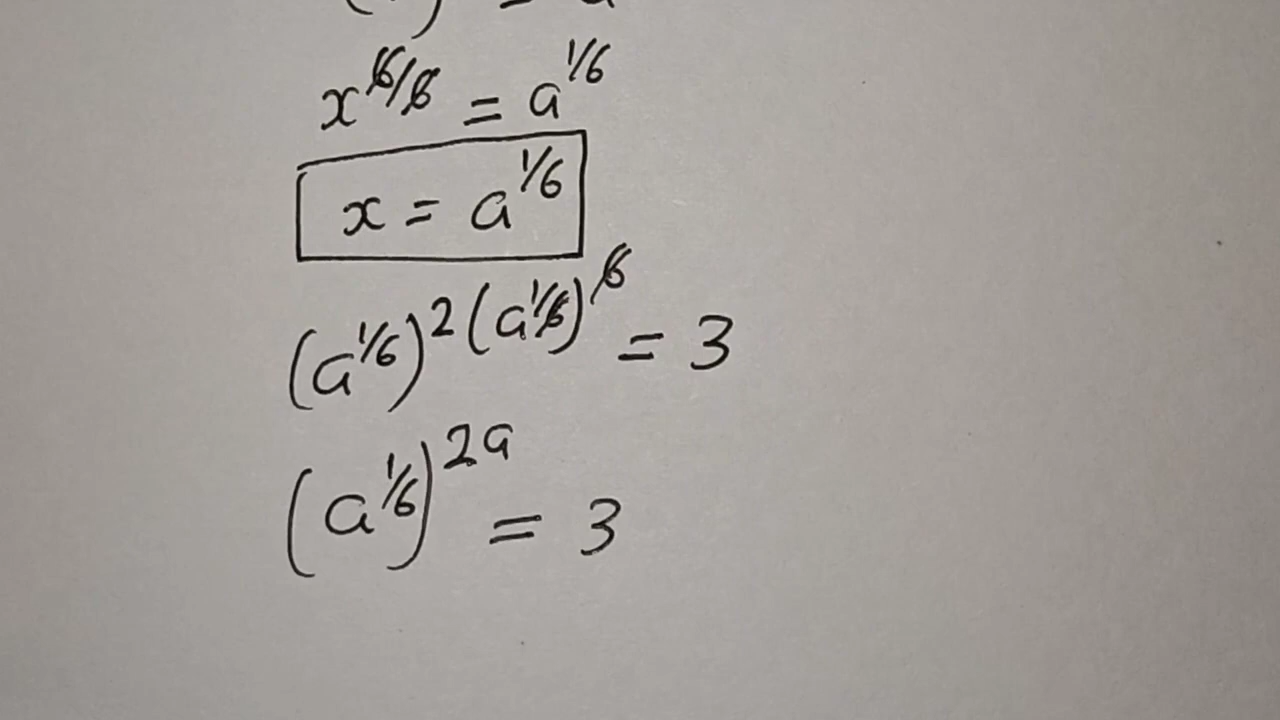 x^{6/6} = a^{1/6}
x = a^{1/6}
(a^{1/6})^{2(a^{1/6})^6} = 3
(a^{1/6})^{2a} = 3